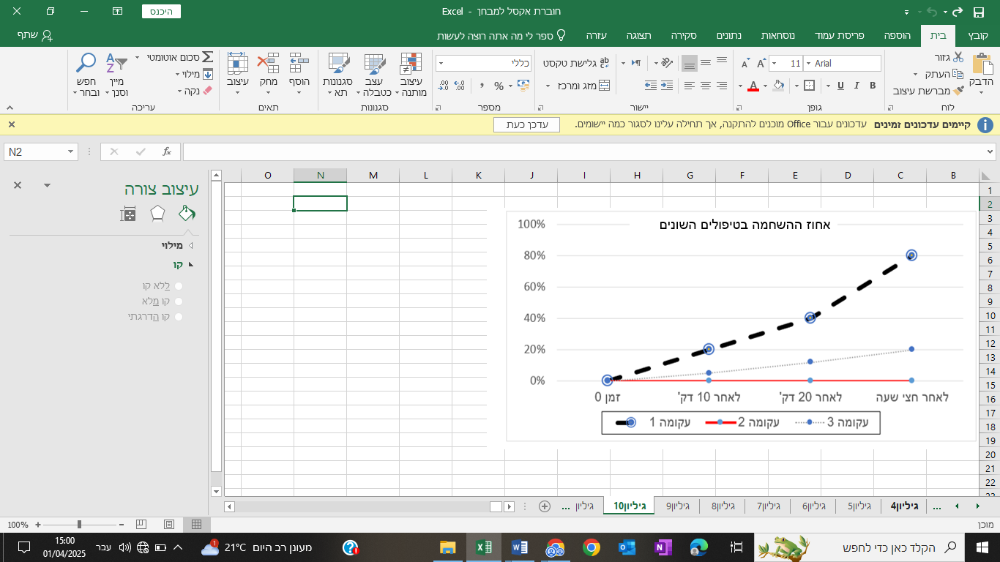 חוברת אקסל למבחן - Excel
היכנס
קובץ בית הוספה פריסת עמוד נוסחאות נתונים סקירה תצוגה עזרה ספר לי מה אתה רוצה לעשות שתף
הדבק גזור העתק מברשת עיצוב לוח
Arial 11 B I U גופן
גלישת טקסט מזג ומרכז יישור
כללי % , מספר
עיצוב מותנה עצב כטבלה סגנונות תא סגנונות
הוסף מחק עיצוב תאים
סכום אוטומטי מילוי נקה מיין וסנן חפש ובחר עריכה
קיימים עדכונים זמינים עדכונים עבור Office מוכנים להתקנה, אך תחילה עלינו לסגור כמה יישומים. עדכן כעת
N2 fx
B C D E F G H I J K L M N O
1
2
3
4
5
6
7
8
9
10
11
12
13
14
15
16
17
18
19
20
21
22
אחוז ההשחמה בטיפולים השונים
100%
80%
60%
40%
20%
0%
זמן 0 לאחר 10 דק' לאחר 20 דק' לאחר חצי שעה
עקומה 1 עקומה 2 עקומה 3
עיצוב צורה
מילוי
קו
ללא קו
קו מלא
קו הדרגתי
... גיליון4 גיליון5 גיליון6 גיליון7 גיליון8 גיליון9 גיליון10 גיליון ...
מוכן
100%
הקלד כאן כדי לחפש
21°C מעונן רב היום
1
עבר
15:00
01/04/2025